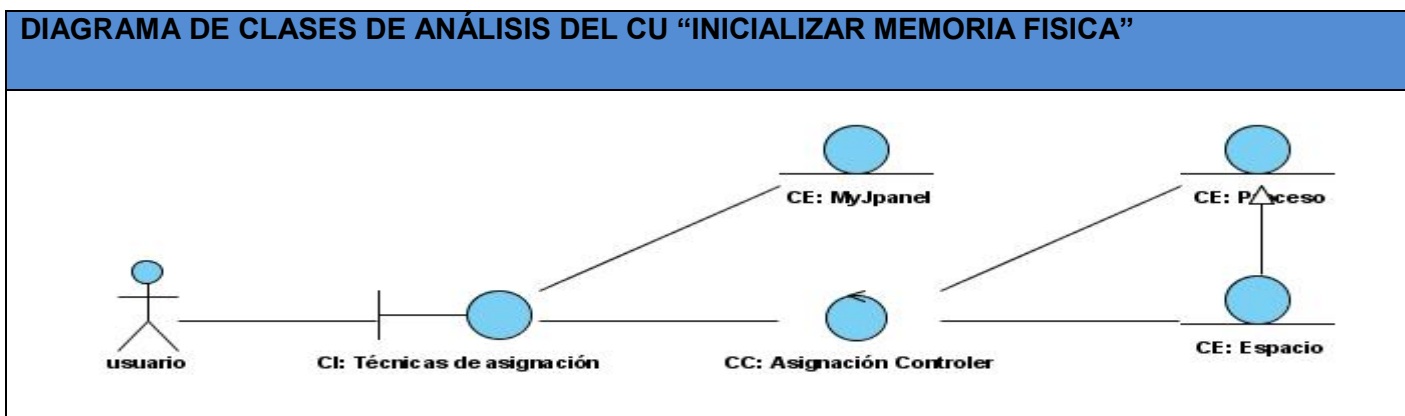 DIAGRAMA DE CLASES DE ANÁLISIS DEL CU “INICIALIZAR MEMORIA FISICA”
CE: MyJpanel
CE: Proceso
usuario
CI: Técnicas de asignación
CC: Asignación Controler
CE: Espacio